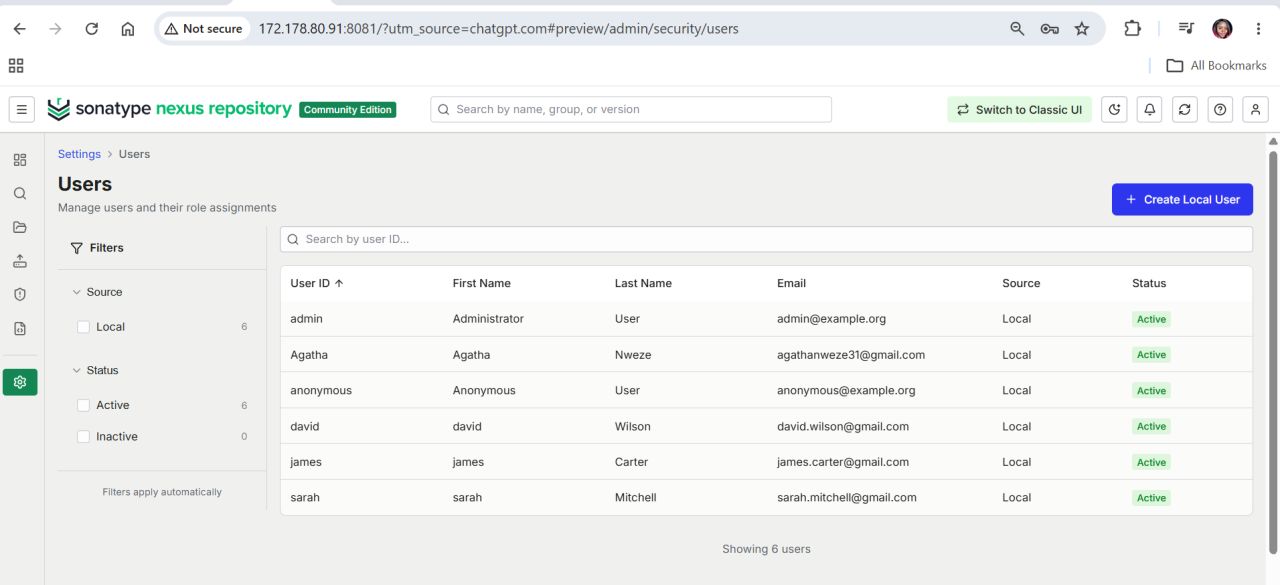 Not secure 172.178.80.91:8081/?utm_source=chatgpt.com#preview/admin/security/users
All Bookmarks
sonatype nexus repository Community Edition Search by name, group, or version Switch to Classic UI
Settings > Users
Users
Manage users and their role assignments
+ Create Local User
Filters
Source
Local 6
Status
Active 6
Inactive 0
Filters apply automatically
Search by user ID...
User ID ↑ First Name Last Name Email Source Status
admin Administrator User admin@example.org Local Active
Agatha Agatha Nweze agathanweze31@gmail.com Local Active
anonymous Anonymous User anonymous@example.org Local Active
david david Wilson david.wilson@gmail.com Local Active
james james Carter james.carter@gmail.com Local Active
sarah sarah Mitchell sarah.mitchell@gmail.com Local Active
Showing 6 users